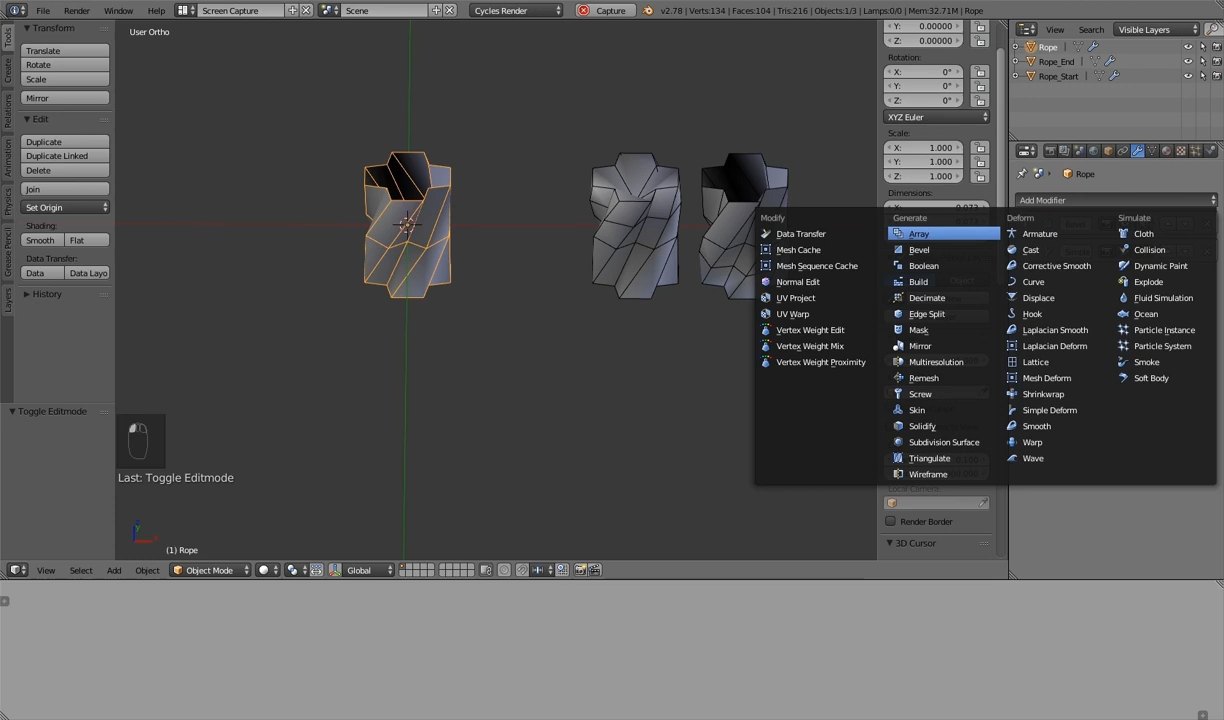 File Render Window Help Screen Capture Scene Cycles Render Capture v2.78 | Verts:134 | Faces:104 | Tris:216 | Objects:1/3 | Lamps:0/0 | Mem:32.71M | Rope
Tools
Create
Relations
Animation
Physics
Grease Pencil
Layers
Transform
Translate
Rotate
Scale
Mirror
Edit
Duplicate
Duplicate Linked
Delete
Join
Set Origin
Shading:
Smooth Flat
Data Transfer:
Data Data Layo
History
Toggle Editmode
User Ortho
Last: Toggle Editmode
(1) Rope
View Select Add Object Object Mode Global
Y: 0.00000
Z: 0.00000
Rotation:
X: 0°
Y: 0°
Z: 0°
XYZ Euler
Scale:
X: 1.000
Y: 1.000
Z: 1.000
Dimensions:
Render Border
3D Cursor
View Search Visible Layers
Rope
Rope_End
Rope_Start
Rope
Add Modifier
Modify
Data Transfer
Mesh Cache
Mesh Sequence Cache
Normal Edit
UV Project
UV Warp
Vertex Weight Edit
Vertex Weight Mix
Vertex Weight Proximity
Generate
Array
Bevel
Boolean
Build
Decimate
Edge Split
Mask
Mirror
Multiresolution
Remesh
Screw
Skin
Solidify
Subdivision Surface
Triangulate
Wireframe
Deform
Armature
Cast
Corrective Smooth
Curve
Displace
Hook
Laplacian Smooth
Laplacian Deform
Lattice
Mesh Deform
Shrinkwrap
Simple Deform
Smooth
Warp
Wave
Simulate
Cloth
Collision
Dynamic Paint
Explode
Fluid Simulation
Ocean
Particle Instance
Particle System
Smoke
Soft Body